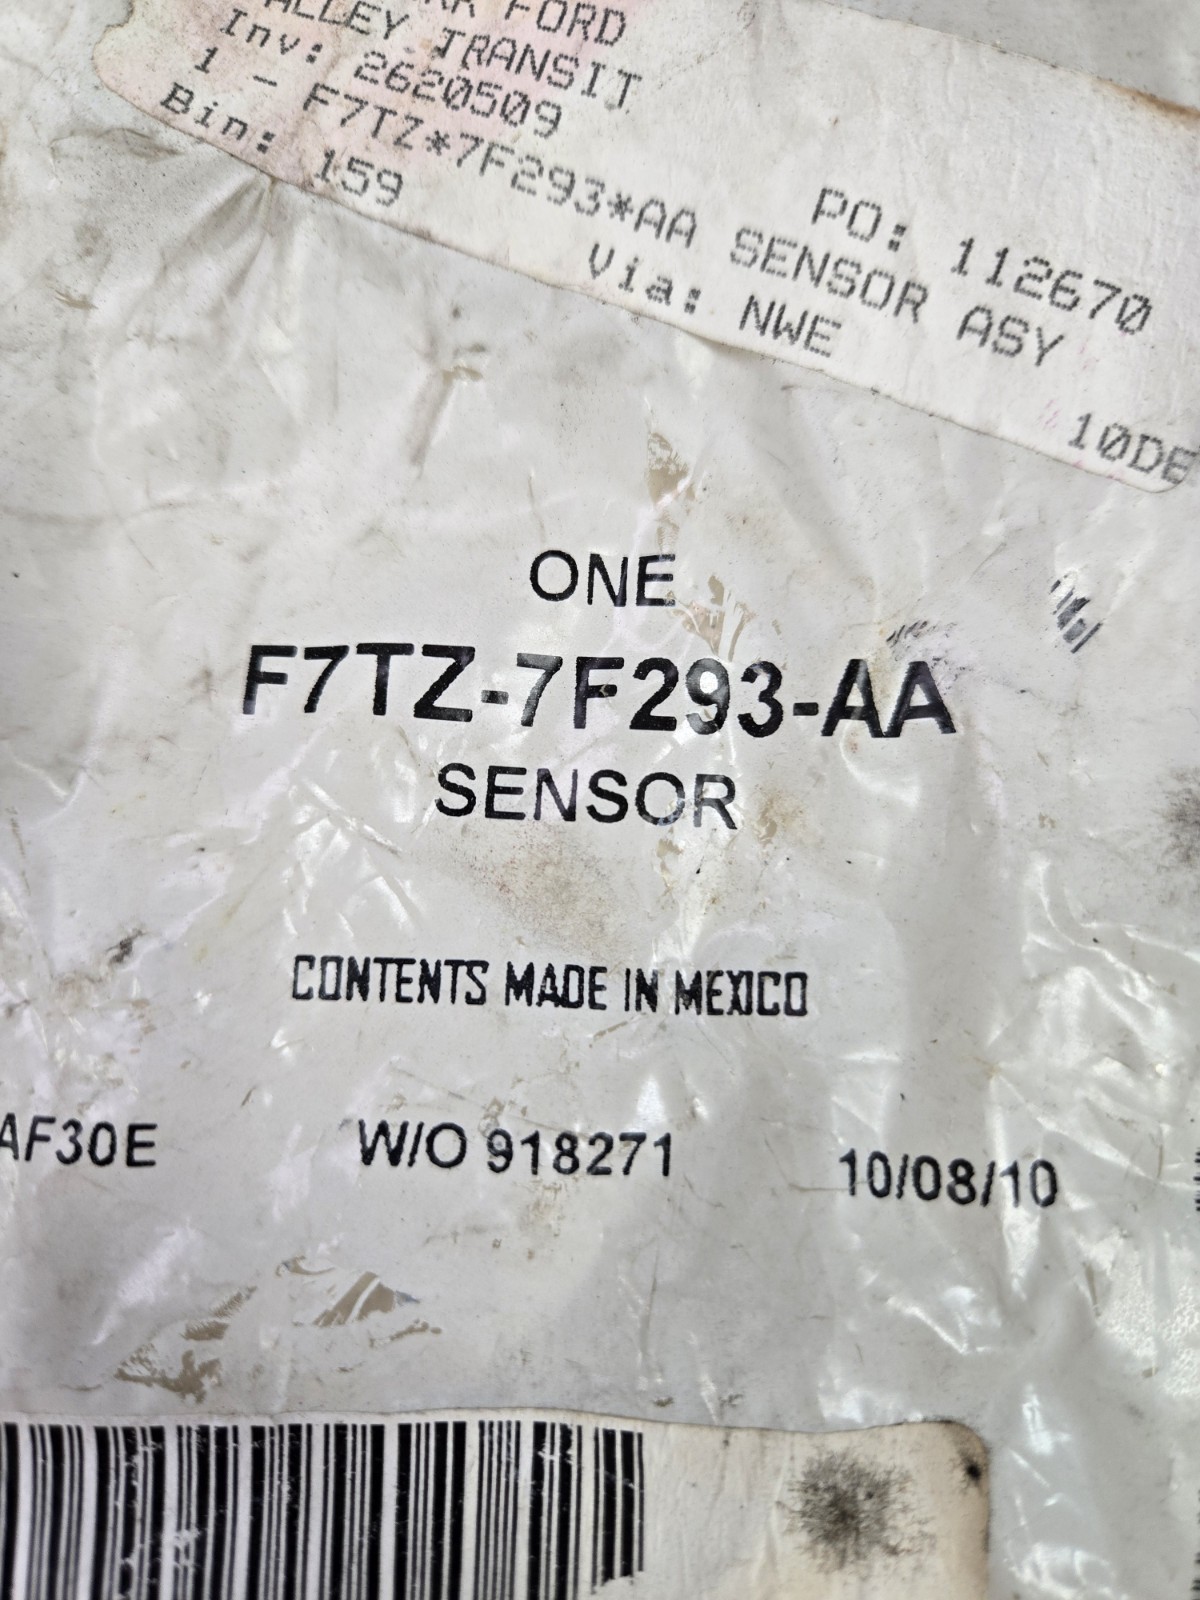 FORD
ALLEY TRANSIT
Inv: 2620509
PO: 112670
1 - F7TZ*7F293*AA SENSOR ASY
Bin: 159
Via: NWE
10DE
ONE
F7TZ-7F293-AA
SENSOR
CONTENTS MADE IN MEXICO
AF30E W/O 918271 10/08/10